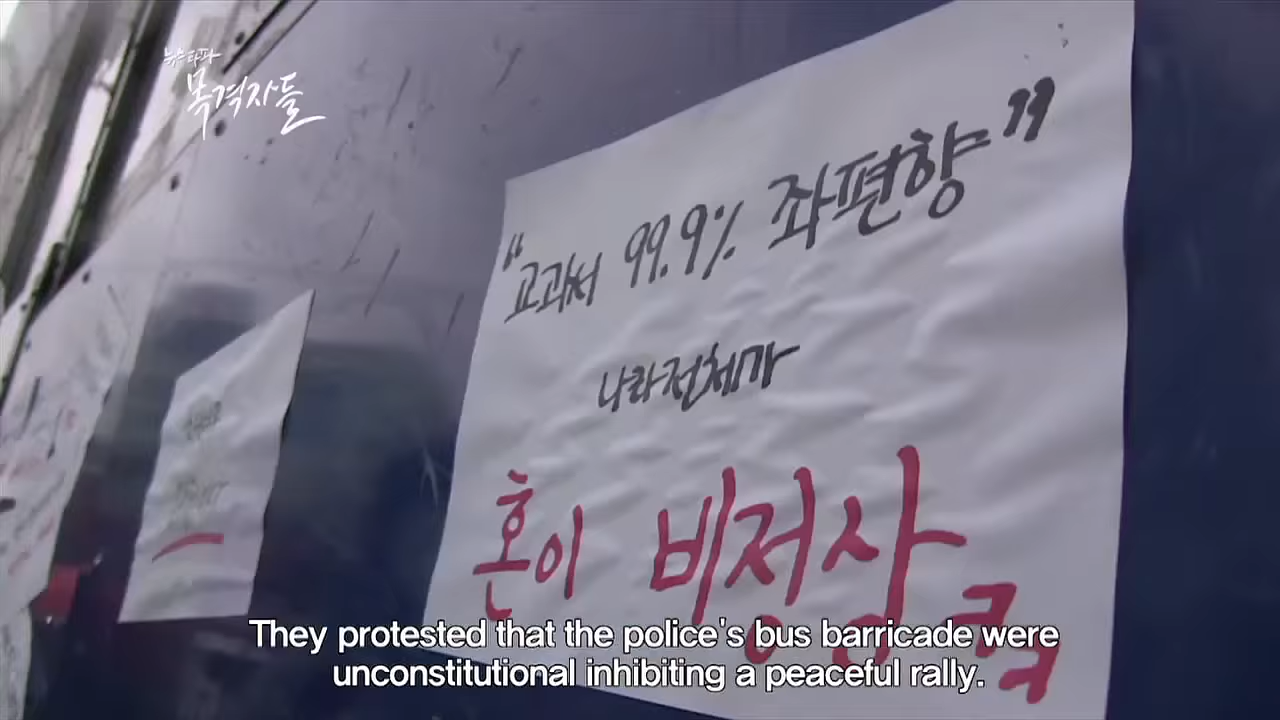 뉴스타파
목격자들
"교과서 99.9% 좌편향"
나라전체가
혼이 비정상
They protested that the police's bus barricade were
unconstitutional inhibiting a peaceful rally.